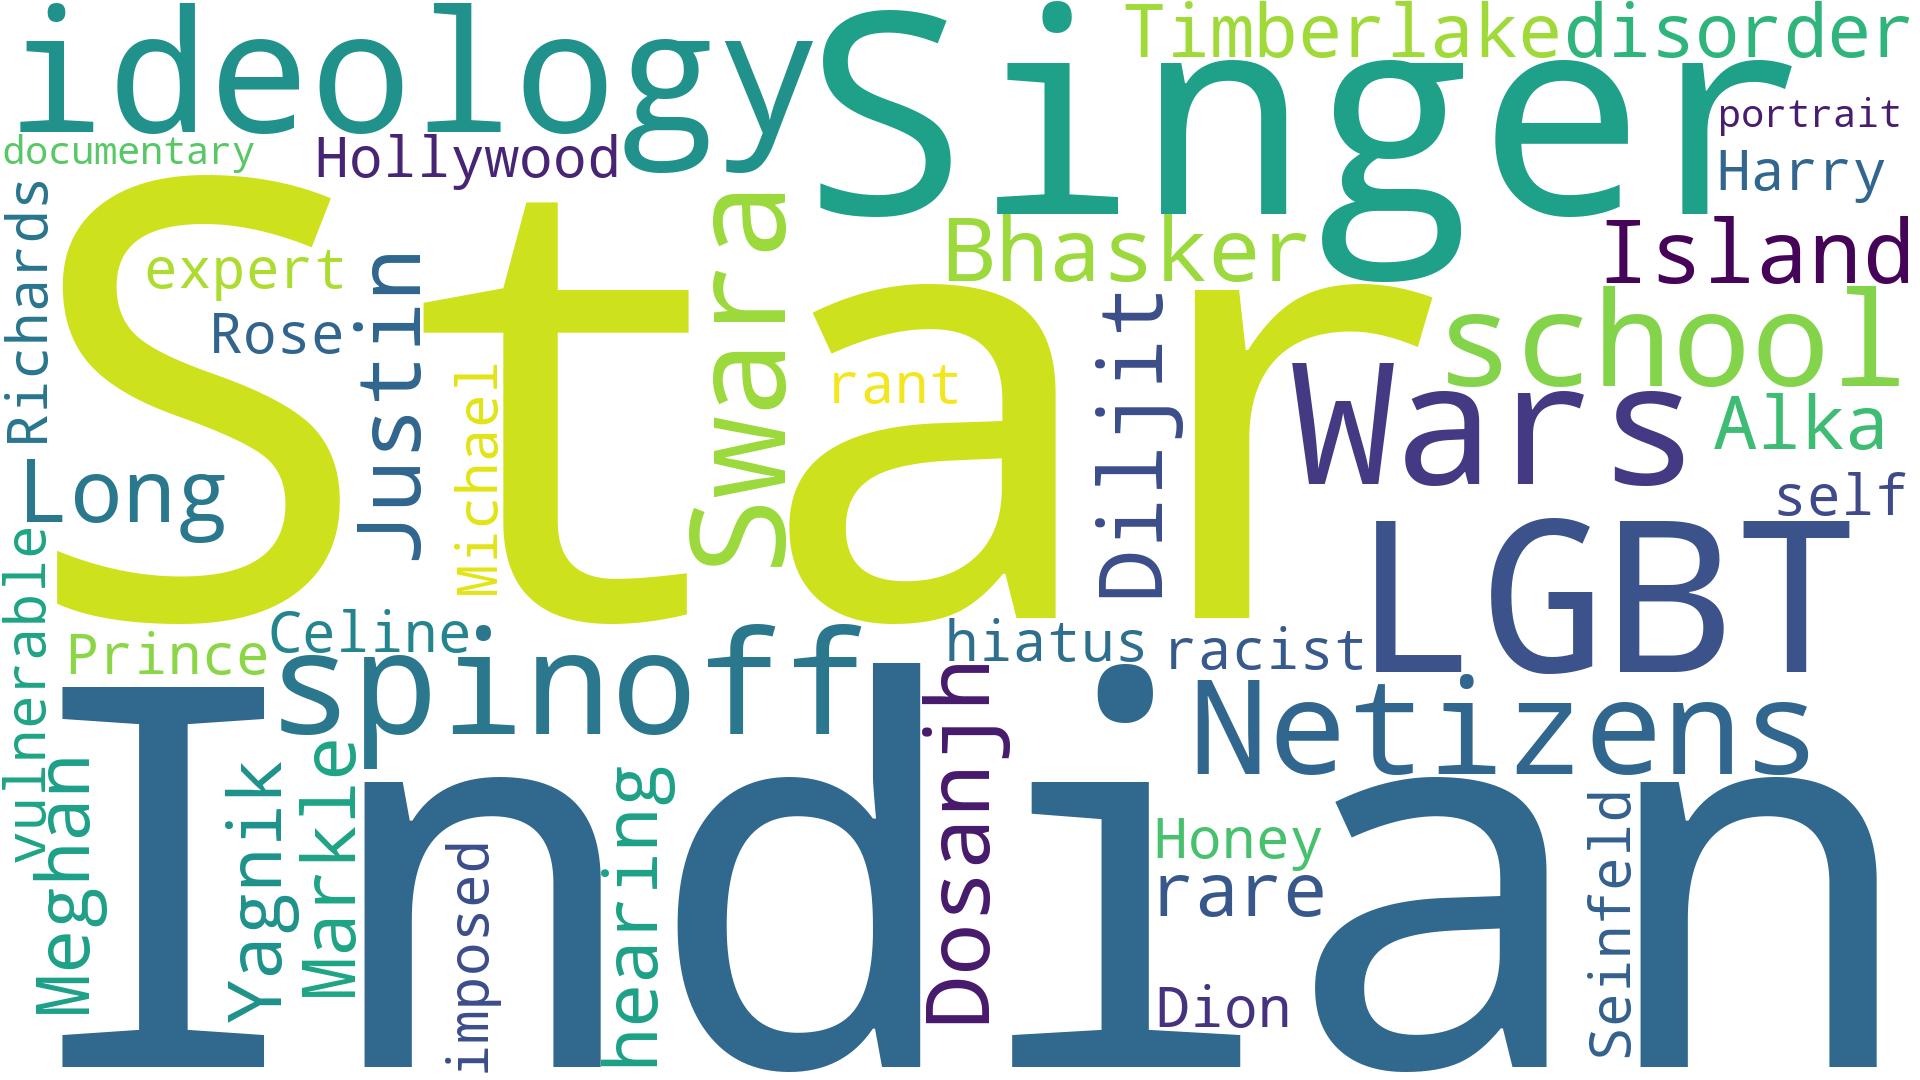 ideology
Singer
Timberlake
disorder
documentary
Hollywood
portrait
Harry
Richards
expert
Rose
Justin
Star
Swara
Bhasker
Island
school
rant
Diljit
Wars
Alka
Michael
Long
self
LGBT
vulnerable
Prince
Celine
spinoff
hiatus
racist
Netizens
Indian
Meghan
Yagnik
Markle
imposed
hearing
Dosanjh
Honey
rare
Dion
Seinfeld